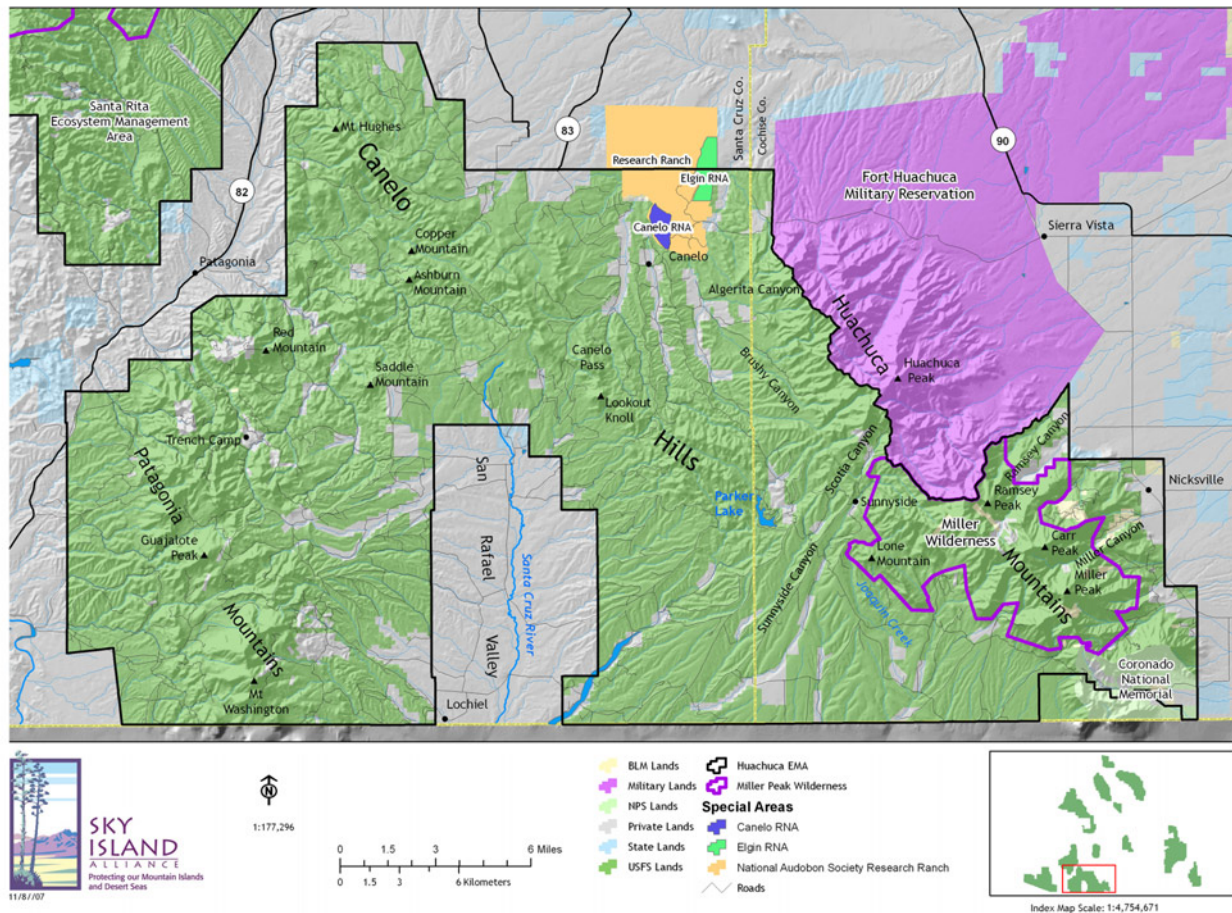 Santa Rita
Ecosystem Management
Area
Mt Hughes
Canelo
82
83
90
Santa Cruz Co.
Cochise Co.
Research Ranch
Elgin RNA
Canelo RNA
Canelo
Fort Huachuca
Military Reservation
Sierra Vista
Patagonia
Copper
Mountain
Ashburn
Mountain
Algerita Canyon
Huachuca
Red
Mountain
Saddle
Mountain
Canelo
Pass
Lookout
Knoll
Brushy Canyon
Huachuca
Peak
Trench Camp
Patagonia
Hills
Scotia Canyon
Ramsey Canyon
San
Rafael
Valley
Parker
Lake
Sunnyside
Ramsey
Peak
Nicksville
Miller
Wilderness
Guajalote
Peak
Santa Cruz River
Sunnyside Canyon
Lone
Mountain
Carr
Peak
Miller Canyon
Miller
Peak
Mountains
Joaquin Creek
Mountains
Mt
Washington
Lochiel
Coronado
National
Memorial
SKY
ISLAND
ALLIANCE
Protecting our Mountain Islands
and Desert Seas
11/8//07
N
1:177,296
0 1.5 3 6 Miles
0 1.5 3 6 Kilometers
BLM Lands
Military Lands
NPS Lands
Private Lands
State Lands
USFS Lands
Huachuca EMA
Miller Peak Wilderness
Special Areas
Canelo RNA
Elgin RNA
National Audobon Society Research Ranch
Roads
Index Map Scale: 1:4,754,671